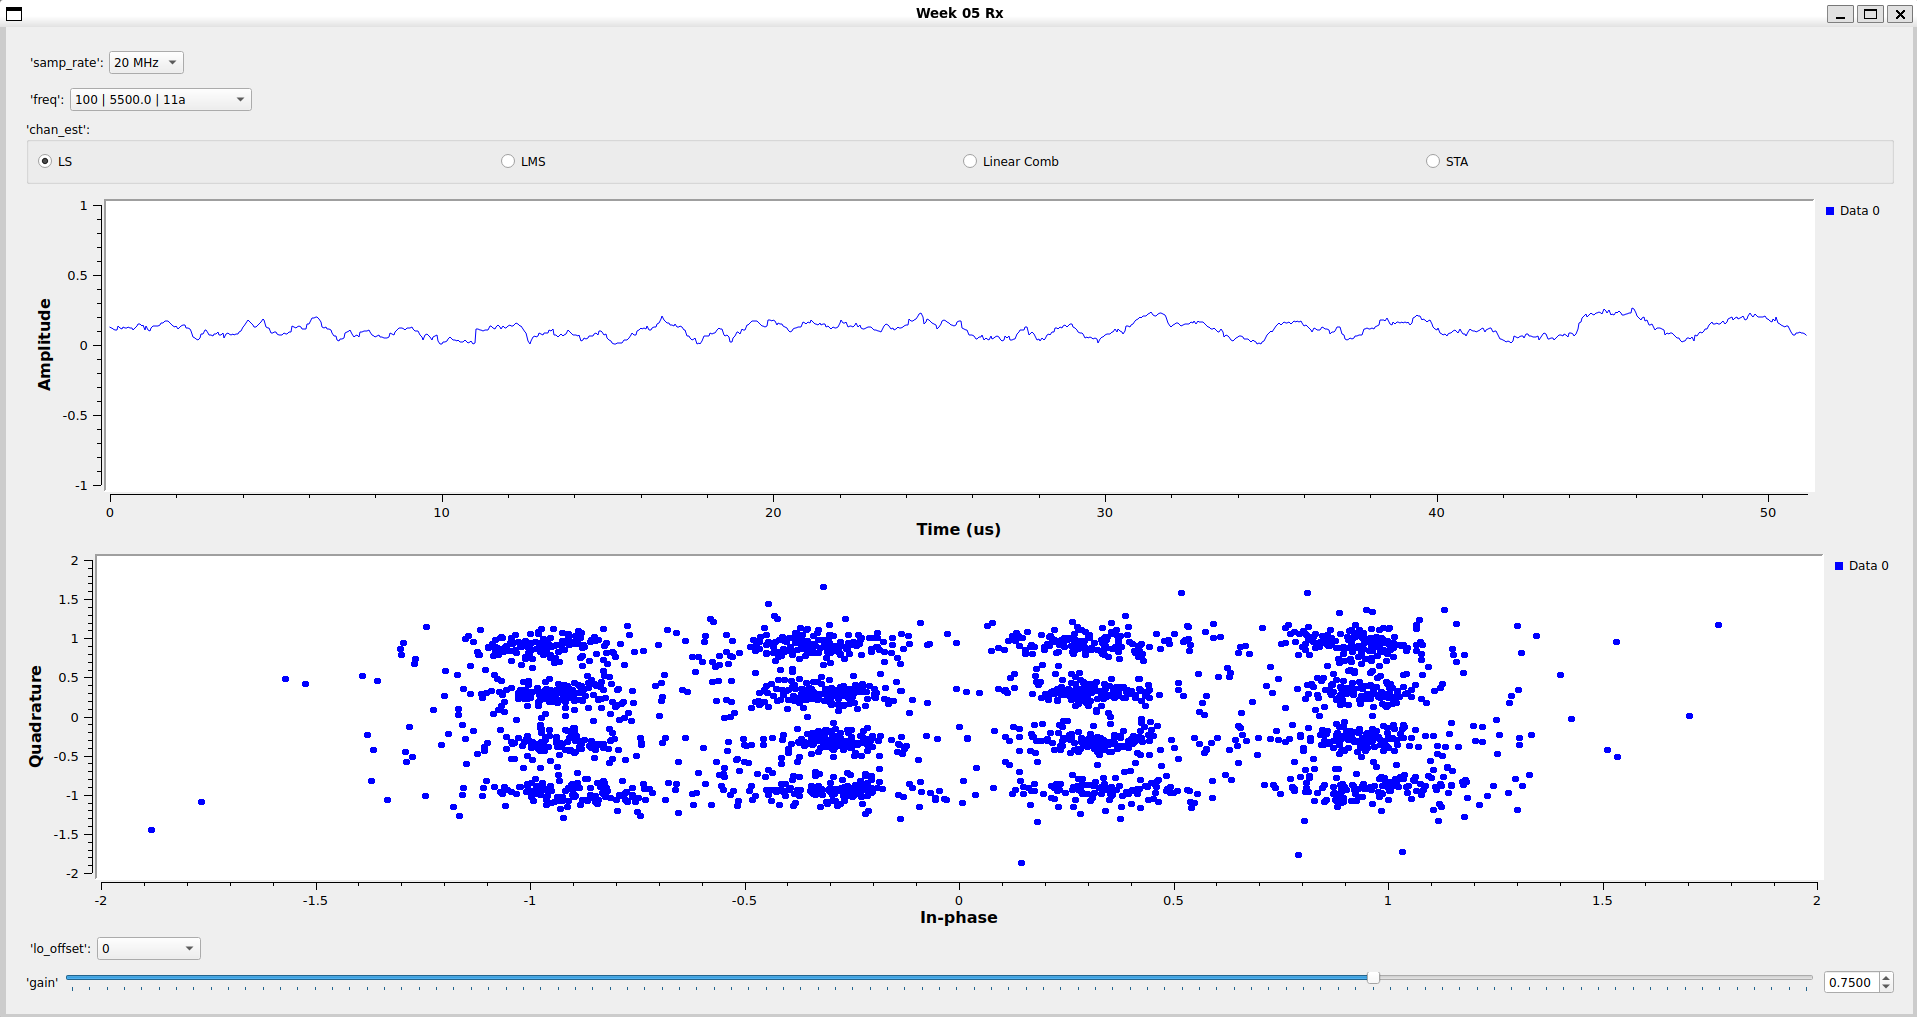 Week 05 Rx
'samp_rate': 20 MHz
'freq': 100 | 5500.0 | 11a
'chan_est':
LS LMS Linear Comb STA
1
0.5
0
-0.5
-1
Amplitude
Data 0
0 10 20 30 40 50
Time (us)
2
1.5
1
0.5
0
-0.5
-1
-1.5
-2
Quadrature
Data 0
-2 -1.5 -1 -0.5 0 0.5 1 1.5 2
In-phase
'lo_offset': 0
'gain' 0.7500